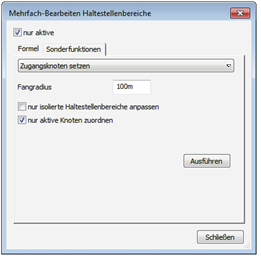 Mehrfach-Bearbeiten Haltestellenbereiche
nur aktive
Formel Sonderfunktionen
Zugangsknoten setzen
Fangradius 100m
nur isolierte Haltestellenbereiche anpassen
nur aktive Knoten zuordnen
Ausführen
Schließen